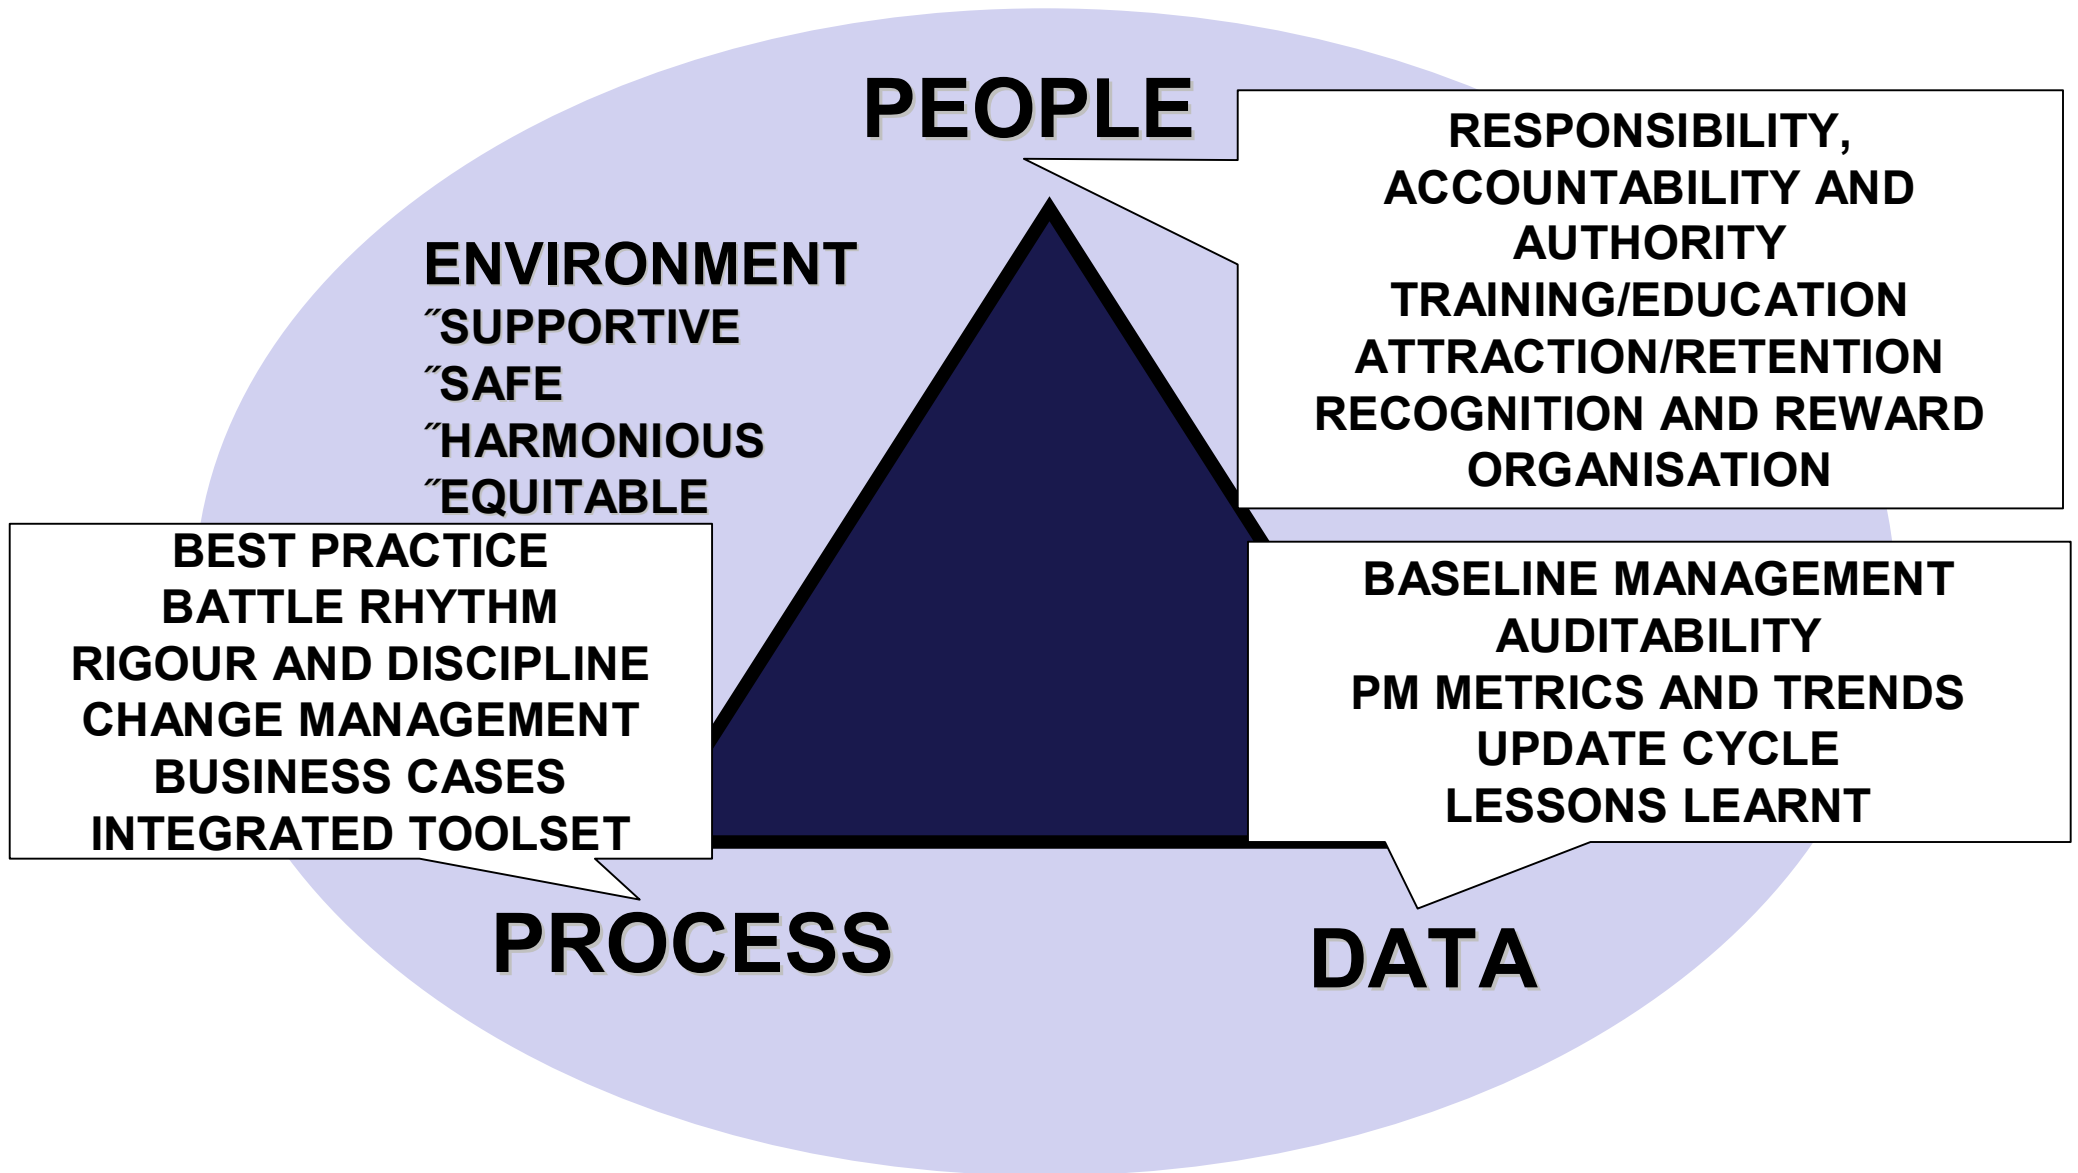 PEOPLE
RESPONSIBILITY,
ACCOUNTABILITY AND
AUTHORITY
TRAINING/EDUCATION
ATTRACTION/RETENTION
RECOGNITION AND REWARD
ORGANISATION
ENVIRONMENT
˝SUPPORTIVE
˝SAFE
˝HARMONIOUS
˝EQUITABLE
BEST PRACTICE
BATTLE RHYTHM
RIGOUR AND DISCIPLINE
CHANGE MANAGEMENT
BUSINESS CASES
INTEGRATED TOOLSET
BASELINE MANAGEMENT
AUDITABILITY
PM METRICS AND TRENDS
UPDATE CYCLE
LESSONS LEARNT
PROCESS
DATA